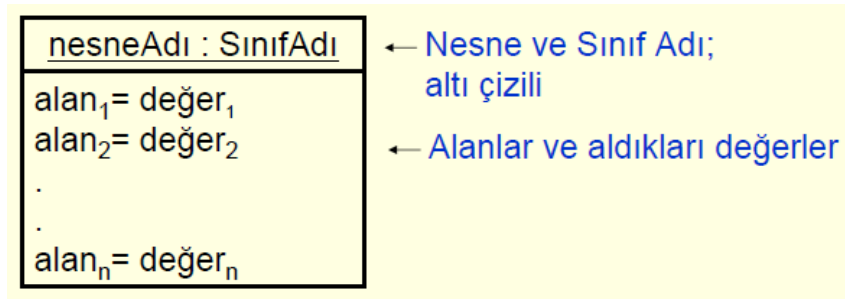 nesneAdı : SınıfAdı
← Nesne ve Sınıf Adı;
altı çizili
alan₁= değer₁
alan₂= değer₂
← Alanlar ve aldıkları değerler
.
.
alanₙ= değerₙ